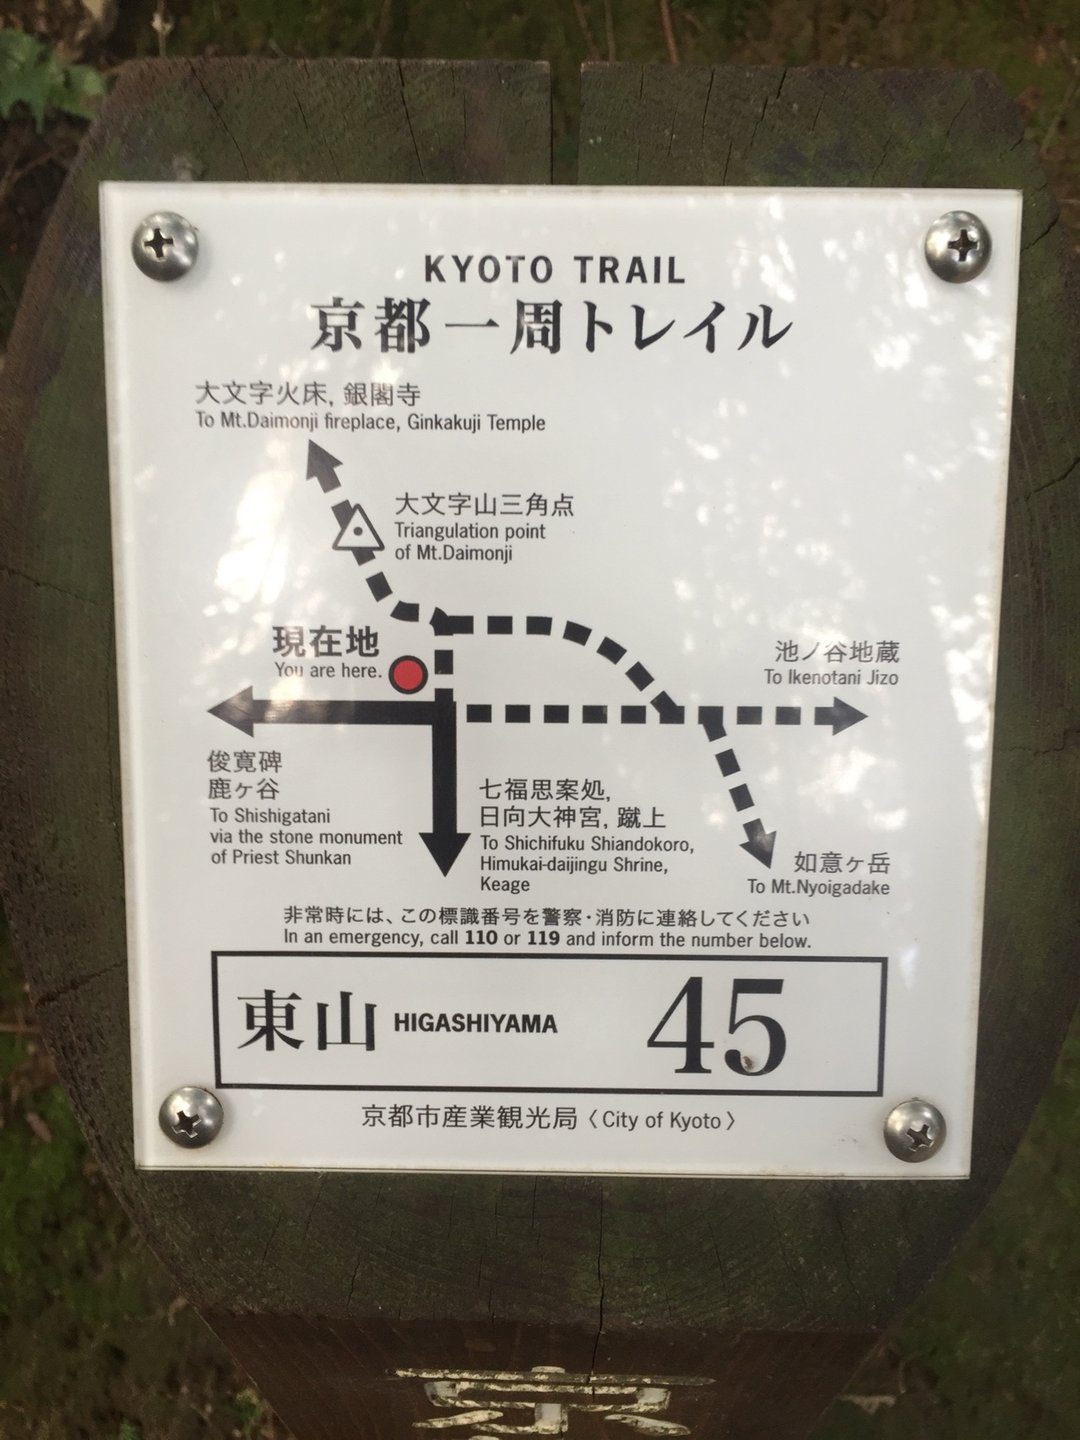 KYOTO TRAIL
京都一周トレイル
大文字火床, 銀閣寺
To Mt.Daimonji fireplace, Ginkakuji Temple
大文字山三角点
Triangulation point
of Mt.Daimonji
現在地
You are here.
池ノ谷地蔵
To Ikenotani Jizo
俊寛碑
鹿ヶ谷
To Shishigatani
via the stone monument
of Priest Shunkan
七福思案処,
日向大神宮, 蹴上
To Shichifuku Shiandokoro,
Himukai-daijingu Shrine,
Keage
如意ヶ岳
To Mt.Nyoigadake
非常時には、この標識番号を警察・消防に連絡してください
In an emergency, call 110 or 119 and inform the number below.
東山 HIGASHIYAMA 45
京都市産業観光局〈City of Kyoto〉
京